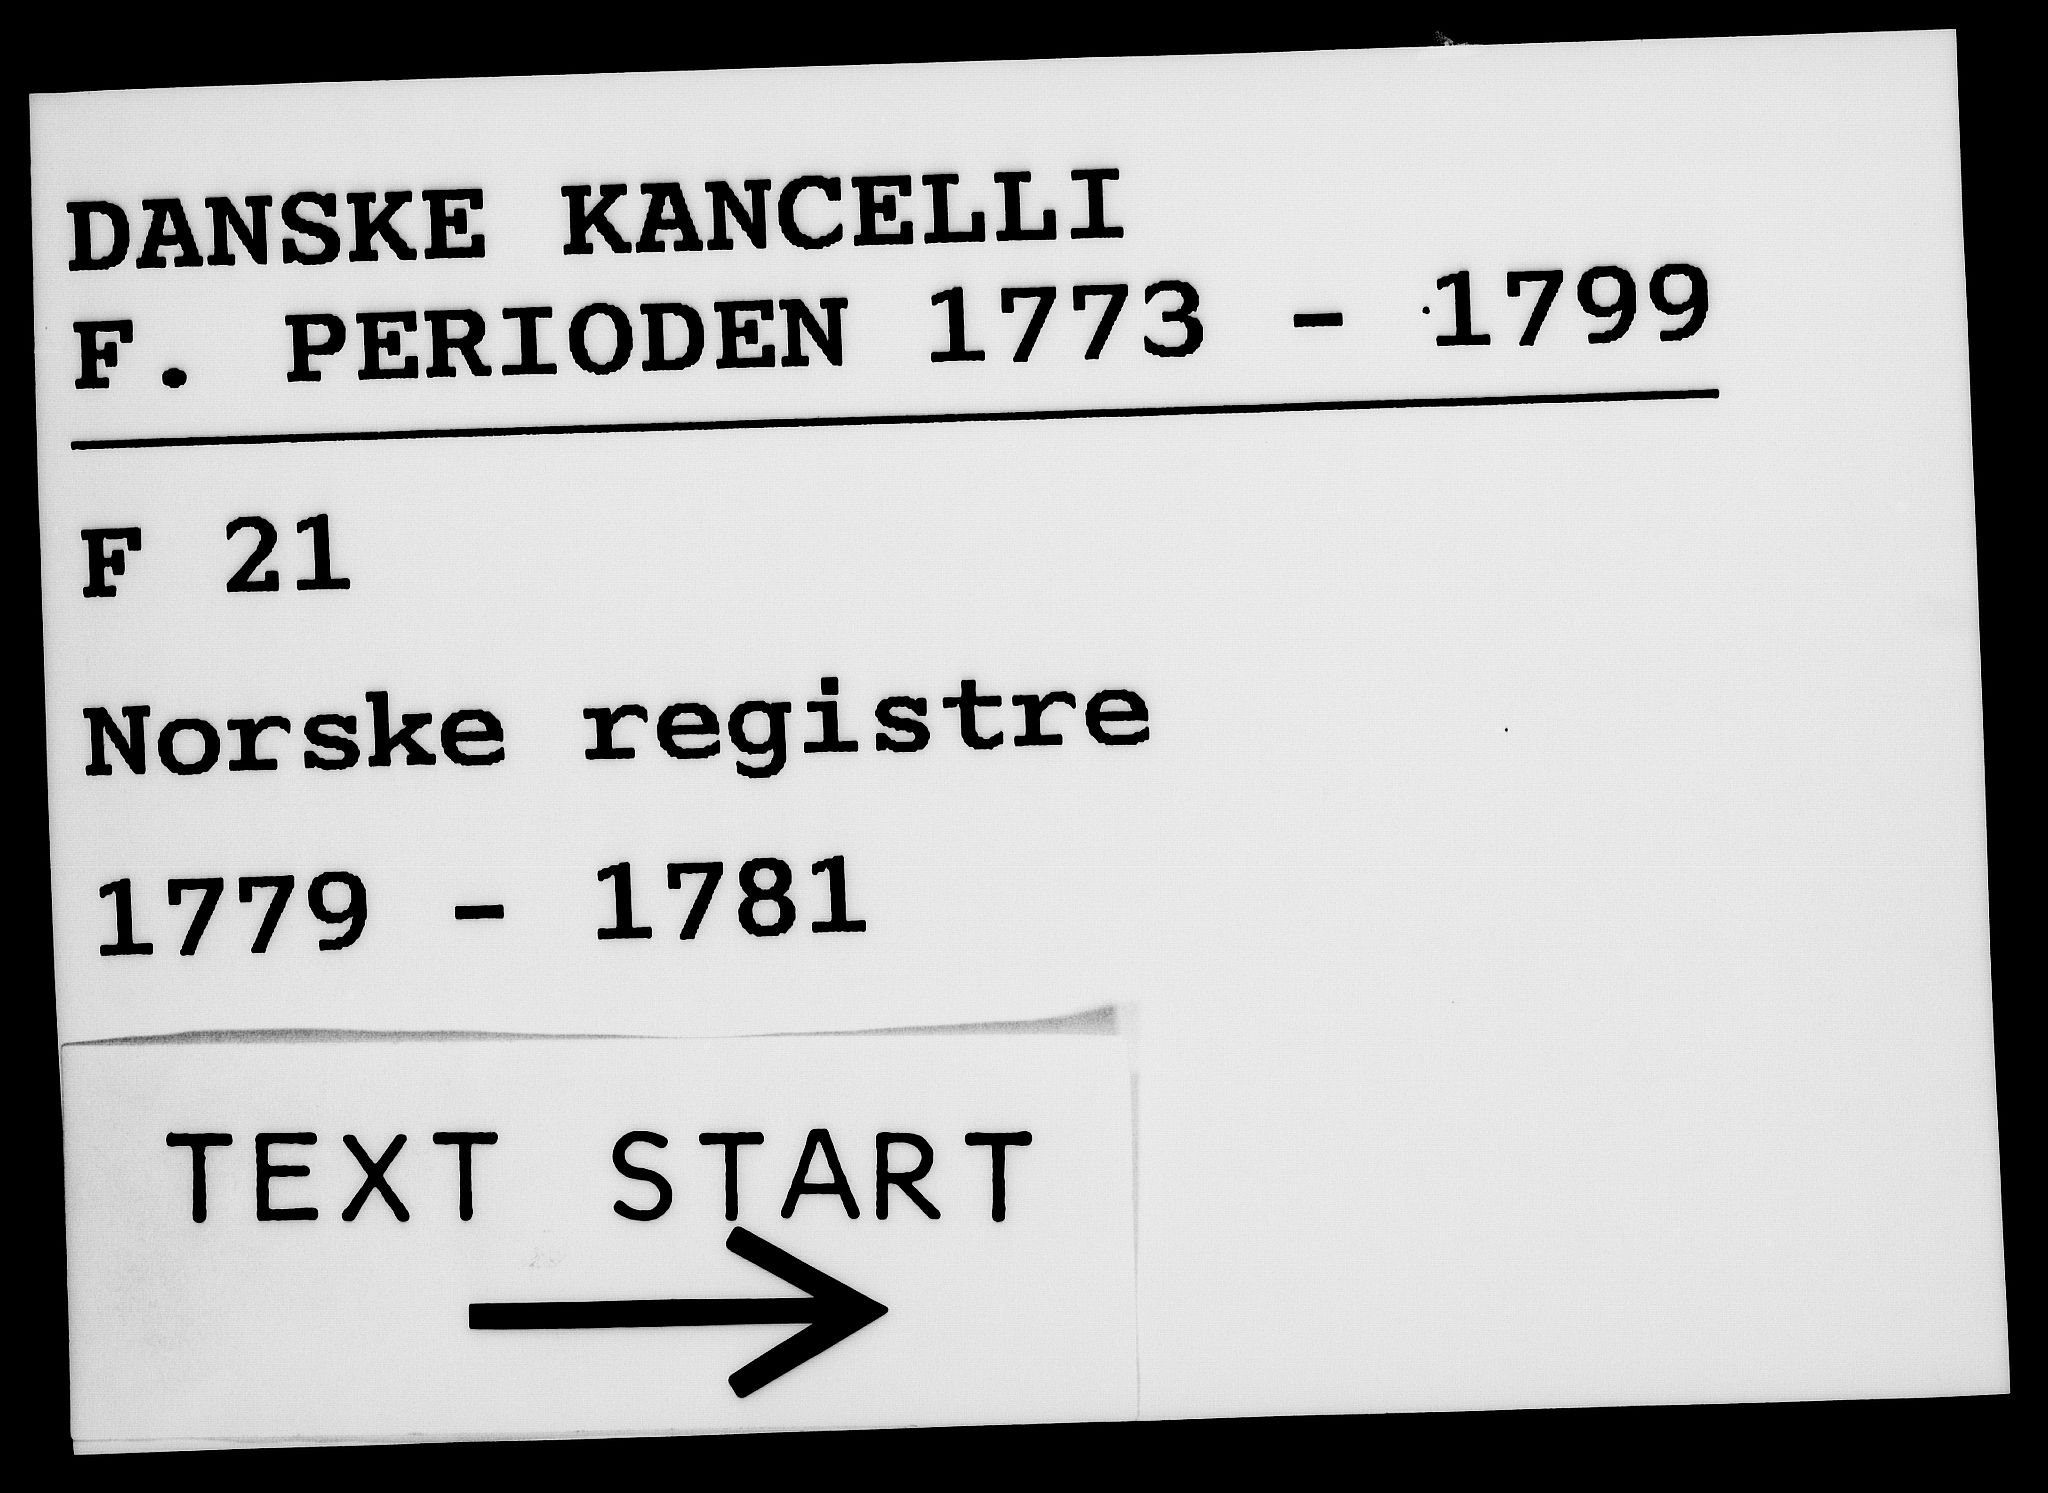 DANSKE KANCELLI
F. PERIODEN 1773 - 1799
F 21
Norske registre
1779 - 1781
TEXT START